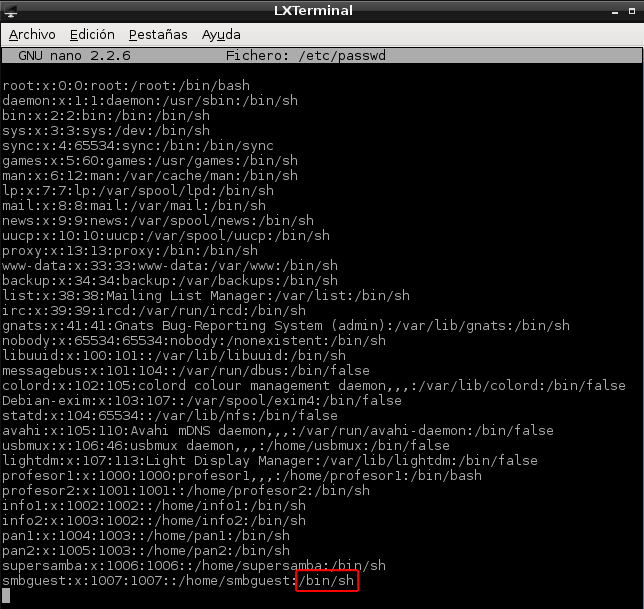 LXTerminal
Archivo Edición Pestañas Ayuda
GNU nano 2.2.6 Fichero: /etc/passwd
root:x:0:0:root:/root:/bin/bash
daemon:x:1:1:daemon:/usr/sbin:/bin/sh
bin:x:2:2:bin:/bin:/bin/sh
sys:x:3:3:sys:/dev:/bin/sh
sync:x:4:65534:sync:/bin:/bin/sync
games:x:5:60:games:/usr/games:/bin/sh
man:x:6:12:man:/var/cache/man:/bin/sh
lp:x:7:7:lp:/var/spool/lpd:/bin/sh
mail:x:8:8:mail:/var/mail:/bin/sh
news:x:9:9:news:/var/spool/news:/bin/sh
uucp:x:10:10:uucp:/var/spool/uucp:/bin/sh
proxy:x:13:13:proxy:/bin:/bin/sh
www-data:x:33:33:www-data:/var/www:/bin/sh
backup:x:34:34:backup:/var/backups:/bin/sh
list:x:38:38:Mailing List Manager:/var/list:/bin/sh
irc:x:39:39:ircd:/var/run/ircd:/bin/sh
gnats:x:41:41:Gnats Bug-Reporting System (admin):/var/lib/gnats:/bin/sh
nobody:x:65534:65534:nobody:/nonexistent:/bin/sh
libuuid:x:100:101::/var/lib/libuuid:/bin/sh
messagebus:x:101:104::/var/run/dbus:/bin/false
colord:x:102:105:colord colour management daemon,,,:/var/lib/colord:/bin/false
Debian-exim:x:103:107::/var/spool/exim4:/bin/false
statd:x:104:65534::/var/lib/nfs:/bin/false
avahi:x:105:110:Avahi mDNS daemon,,,:/var/run/avahi-daemon:/bin/false
usbmux:x:106:46:usbmux daemon,,,:/home/usbmux:/bin/false
lightdm:x:107:113:Light Display Manager:/var/lib/lightdm:/bin/false
profesor1:x:1000:1000:profesor1,,,:/home/profesor1:/bin/bash
profesor2:x:1001:1001::/home/profesor2:/bin/sh
info1:x:1002:1002::/home/info1:/bin/sh
info2:x:1003:1002::/home/info2:/bin/sh
pan1:x:1004:1003::/home/pan1:/bin/sh
pan2:x:1005:1003::/home/pan2:/bin/sh
supersamba:x:1006:1006::/home/supersamba:/bin/sh
smbguest:x:1007:1007::/home/smbguest:/bin/sh